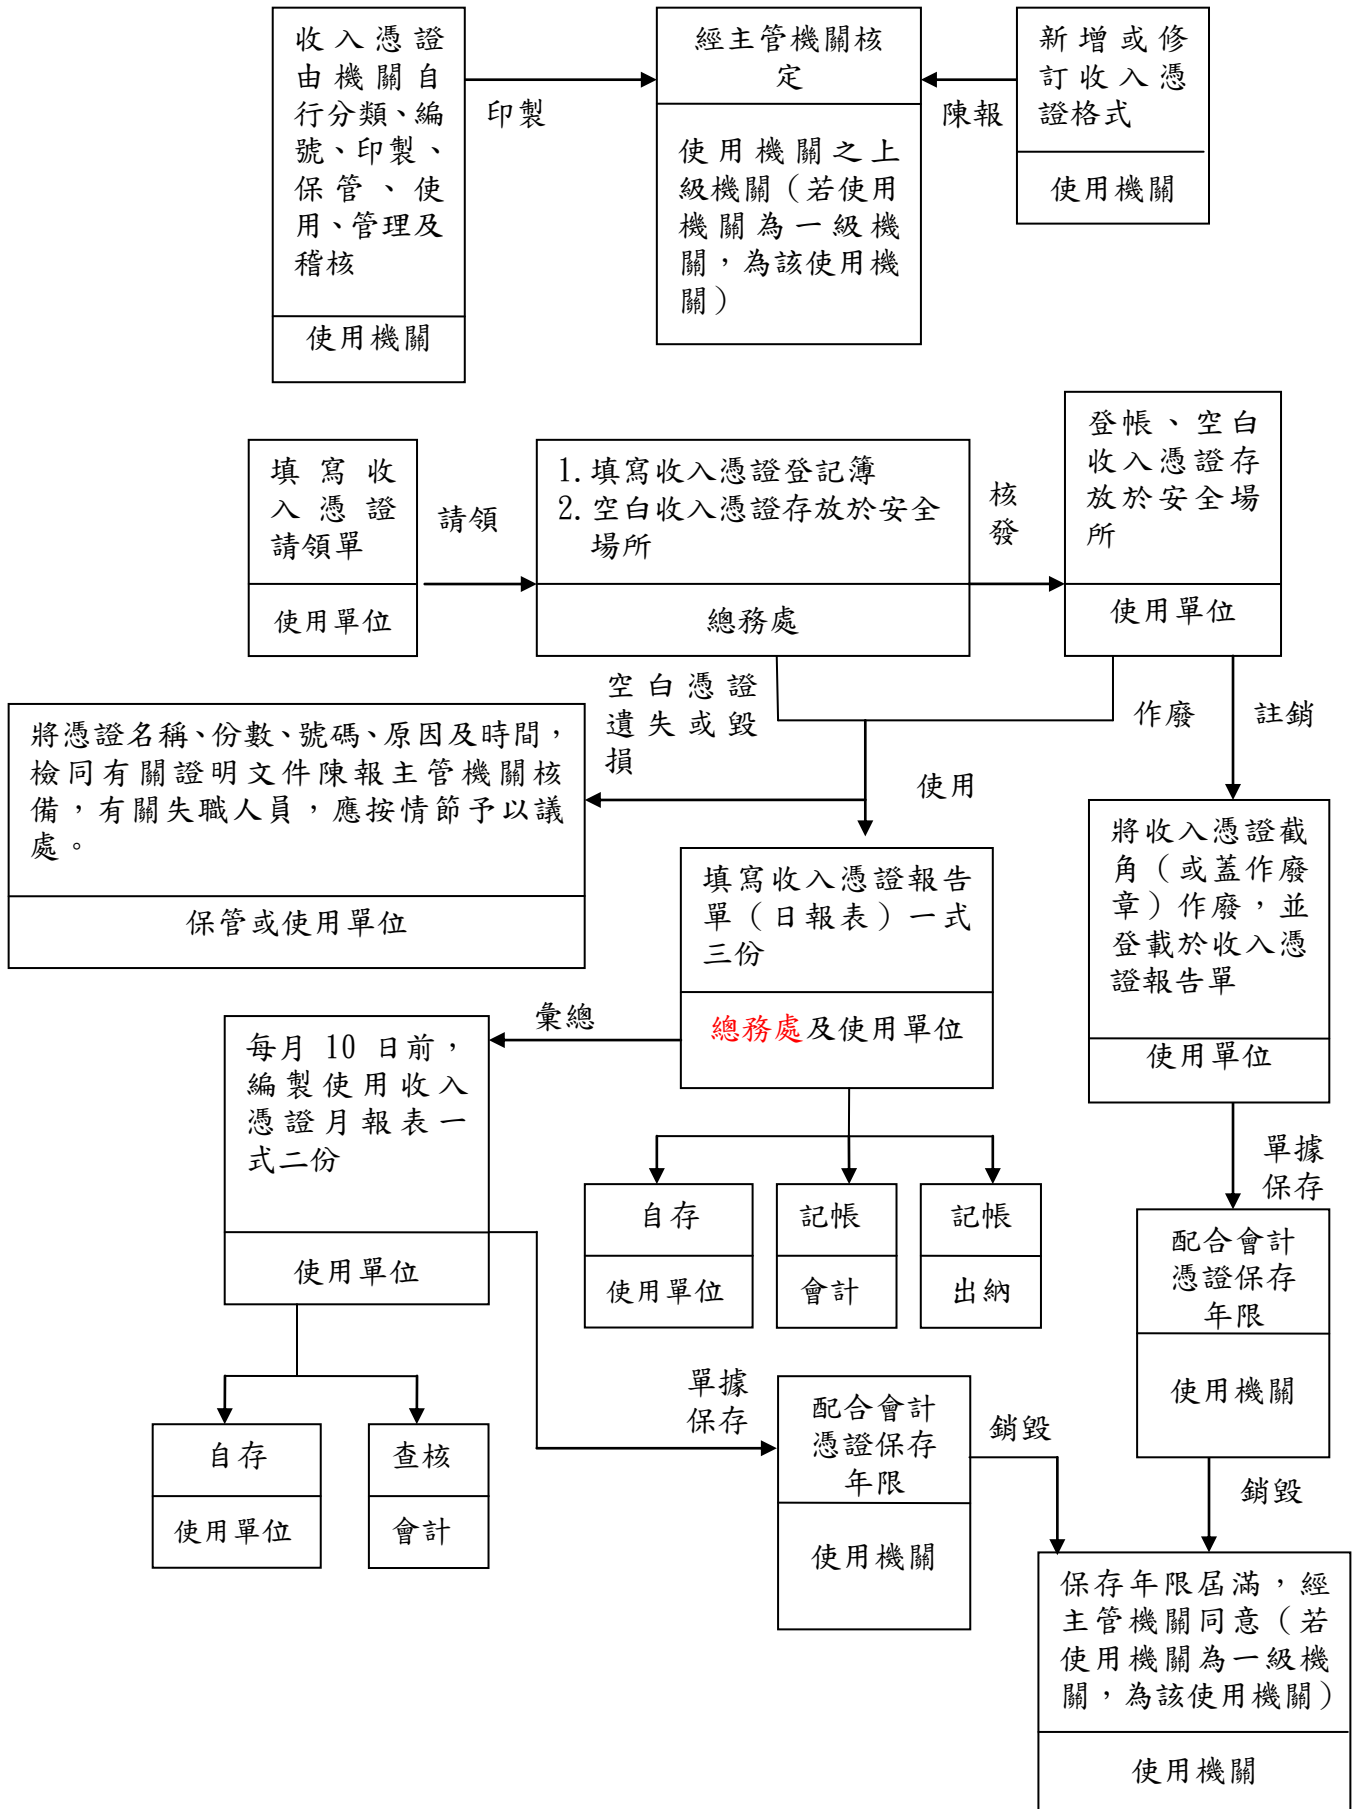 收入憑證
由機關自
行分類、編
號、印製、
保管、使
用、管理及
稽核
使用機關
印製
經主管機關核
定
使用機關之上
級機關（若使用
機關為一級機
關，為該使用機
關）
陳報
新增或修
訂收入憑
證格式
使用機關
填寫收
入憑證
請領單
使用單位
請領
1.填寫收入憑證登記簿
2.空白收入憑證存放於安全
場所
總務處
核
發
登帳、空白
收入憑證存
放於安全場
所
使用單位
空白憑證
遺失或毀
損
作廢
註銷
將憑證名稱、份數、號碼、原因及時間，
檢同有關證明文件陳報主管機關核
備，有關失職人員，應按情節予以議
處。
保管或使用單位
使用
填寫收入憑證報告
單（日報表）一式
三份
總務處及使用單位
將收入憑證截
角（或蓋作廢
章）作廢，並
登載於收入憑
證報告單
使用單位
彙總
每月 10 日前，
編製使用收入
憑證月報表一
式二份
使用單位
自存
使用單位
記帳
會計
記帳
出納
單據
保存
配合會計
憑證保存
年限
使用機關
自存
使用單位
查核
會計
單據
保存
配合會計
憑證保存
年限
使用機關
銷毀
銷毀
保存年限屆滿，經
主管機關同意（若
使用機關為一級機
關，為該使用機關）
使用機關